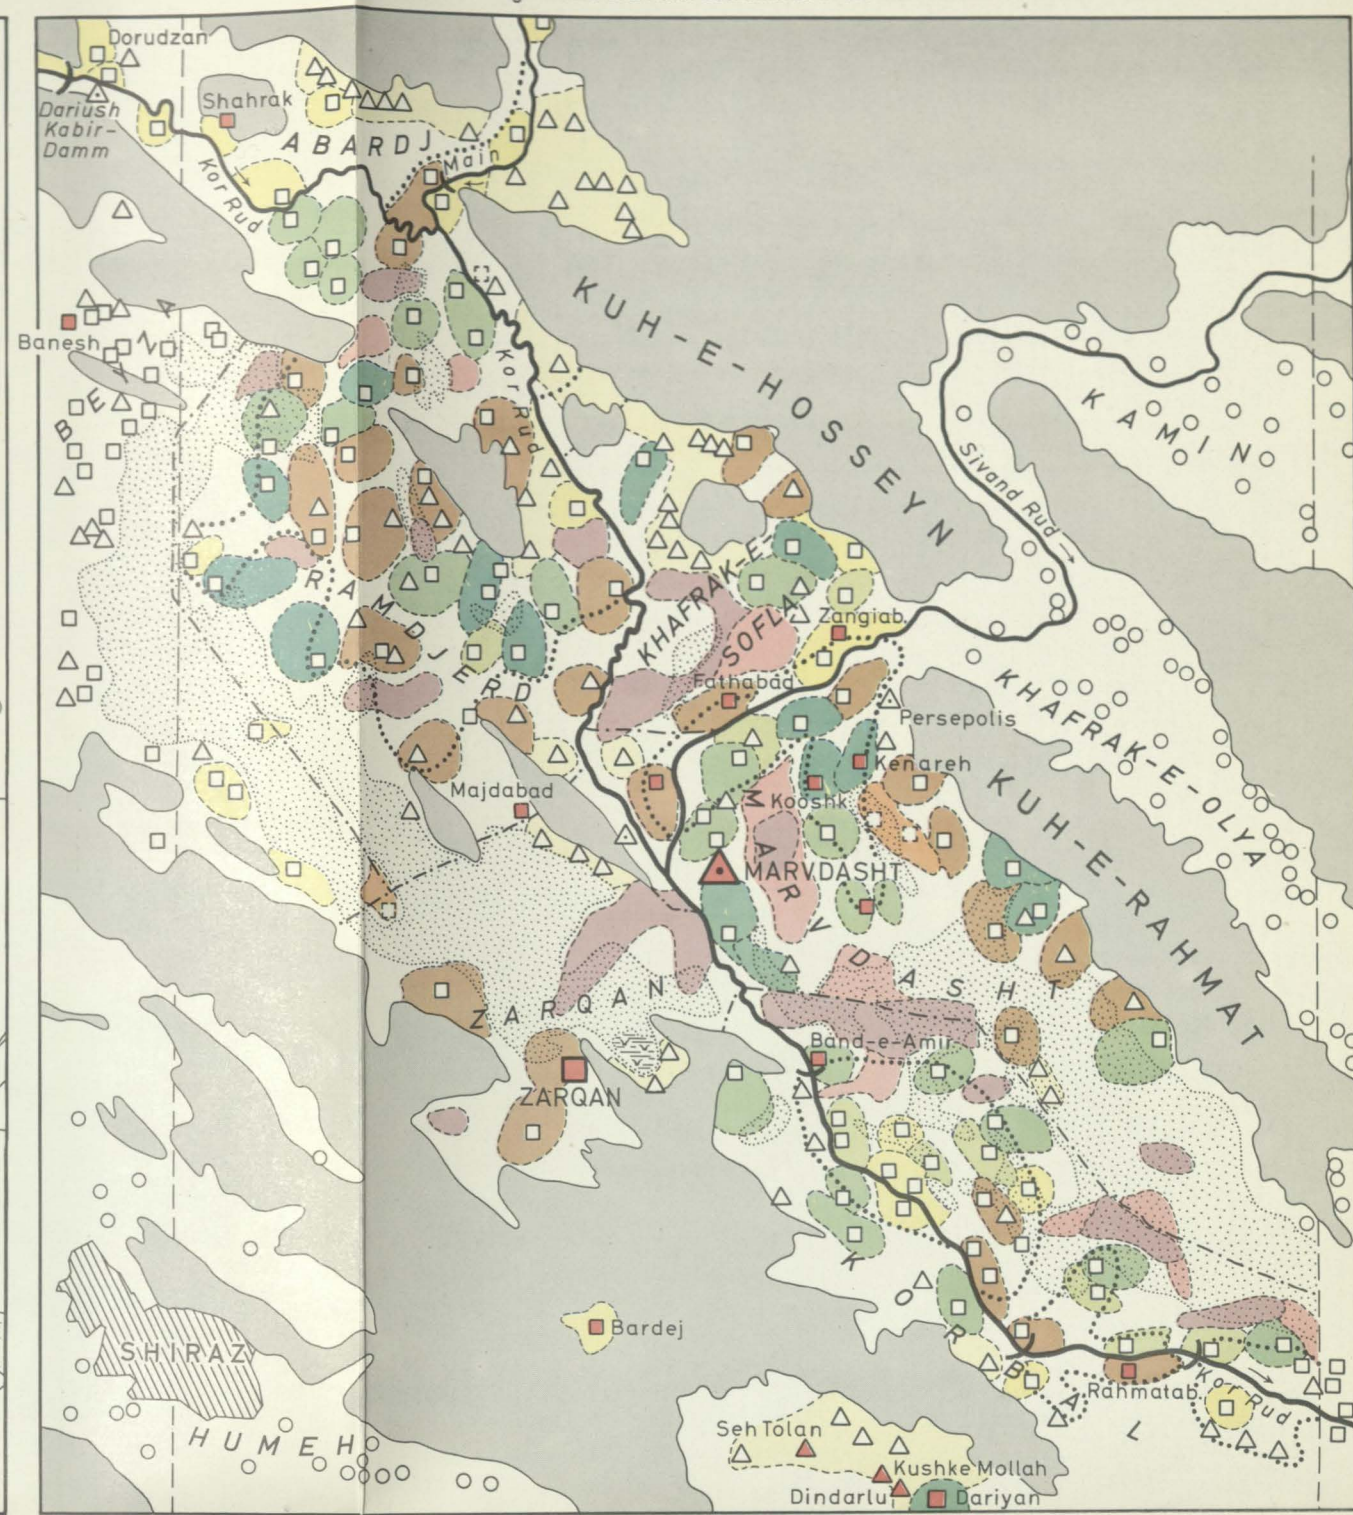 Dorudzan
Dariush
Kabir-
Damm
Shahrak
ABARDJ
Main
Kor Rud
Banesh
BEIZA
KUH-E-HOSSEYN
Kor Rud
KAMIN
Sivand Rud
RAMDJERD
KHAFRAK-E-
SOFLA
Zangiab.
Fathabad
Persepolis
KHAFRAK-E-OLYA
Kenareh
Kooshk
Majdabad
MARVDASHT
MARVDASHT
KUH-E-RAHMAT
ZARQAN
Band-e-Amir
ZARQAN
KORBAL
Bardej
SHIRAZ
Rahmatab.
Kor Rud
HUMEH
Seh Tolan
Kushke Mollah
Dindarlu
Dariyan